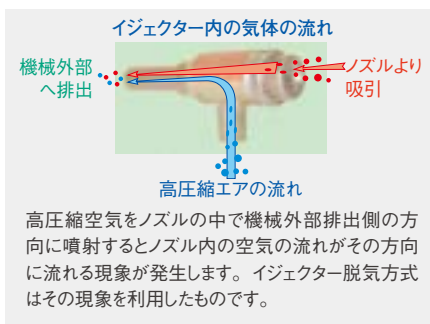 イジェクター内の気体の流れ
機械外部
へ排出
ノズルより
吸引
高圧縮エアの流れ
高圧縮空気をノズルの中で機械外部排出側の方
向に噴射するとノズル内の空気の流れがその方向
に流れる現象が発生します。イジェクター脱気方式
はその現象を利用したものです。